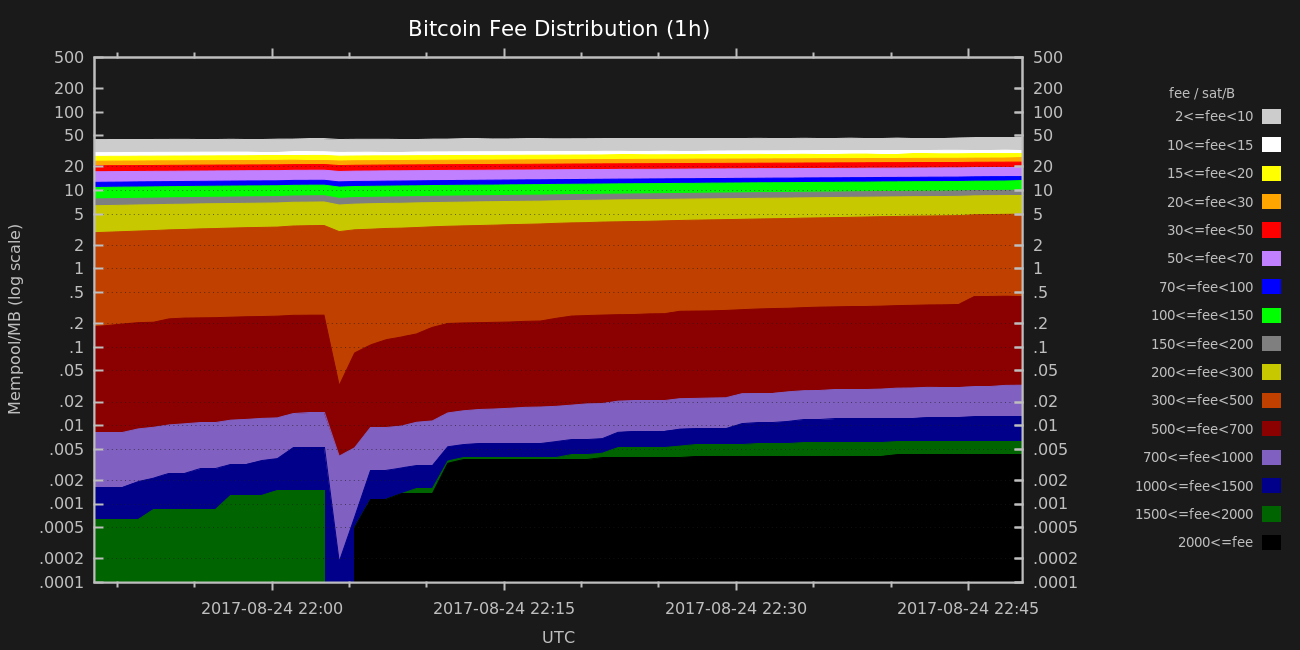 Bitcoin Fee Distribution (1h)
Mempool/MB (log scale)
500
200
100
50
20
10
5
2
1
.5
.2
.1
.05
.02
.01
.005
.002
.001
.0005
.0002
.0001
500
200
100
50
20
10
5
2
1
.5
.2
.1
.05
.02
.01
.005
.002
.001
.0005
.0002
.0001
2017-08-24 22:00
2017-08-24 22:15
2017-08-24 22:30
2017-08-24 22:45
UTC
fee / sat/B
2<=fee<10
10<=fee<15
15<=fee<20
20<=fee<30
30<=fee<50
50<=fee<70
70<=fee<100
100<=fee<150
150<=fee<200
200<=fee<300
300<=fee<500
500<=fee<700
700<=fee<1000
1000<=fee<1500
1500<=fee<2000
2000<=fee